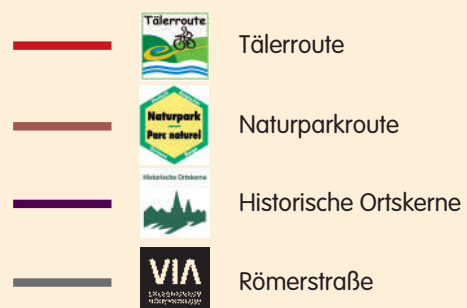 Tälerroute
Tälerroute
Naturpark
Parc naturel
Naturparkroute
Historische Ortskerne
Historische Ortskerne
VIA
Römerstraße